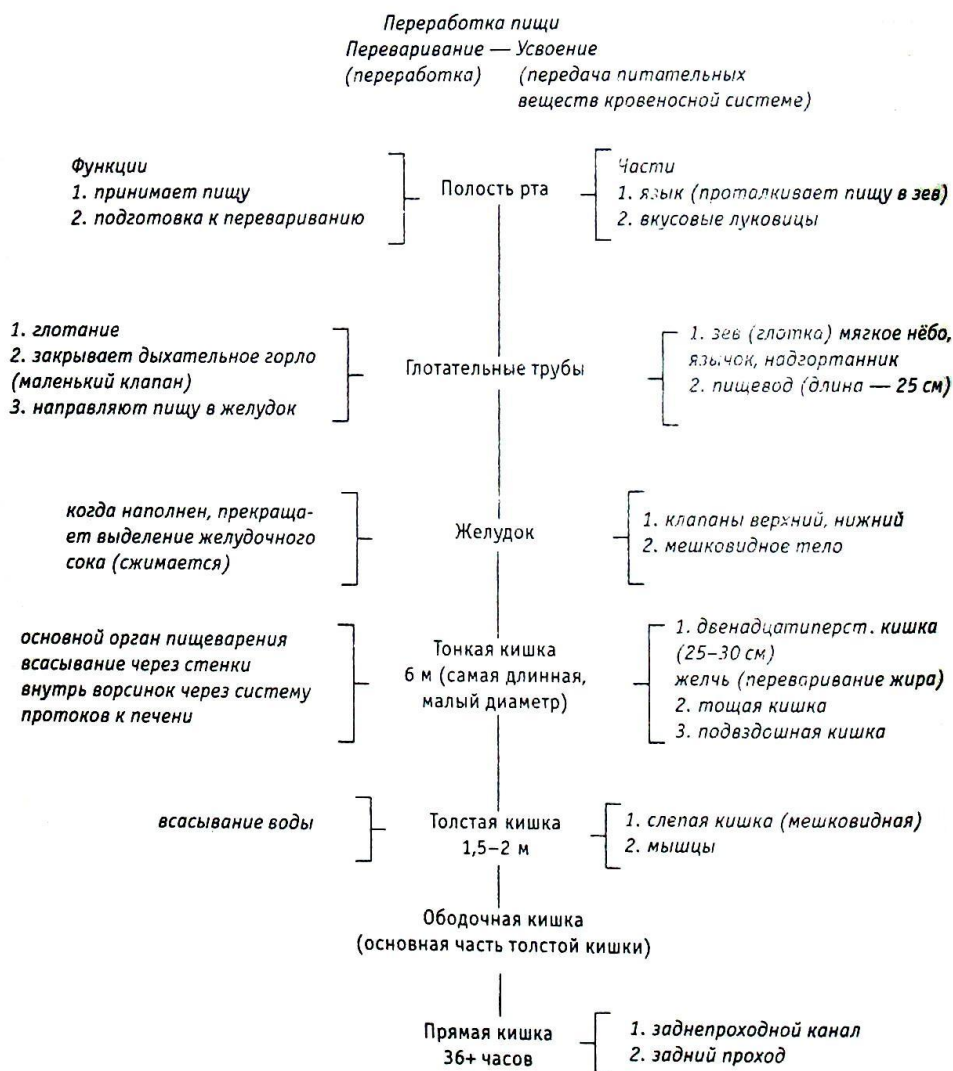 Переработка пищи
Переваривание — Усвоение
(переработка) (передача питательных
веществ кровеносной системе)
Функции
1. принимает пищу
2. подготовка к перевариванию
Полость рта
Части
1. язык (проталкивает пищу в зев)
2. вкусовые луковицы
1. глотание
2. закрывает дыхательное горло
(маленький клапан)
3. направляют пищу в желудок
Глотательные трубы
1. зев (глотка) мягкое нёбо,
язычок, надгортанник
2. пищевод (длина — 25 см)
когда наполнен, прекраща-
ет выделение желудочного
сока (сжимается)
Желудок
1. клапаны верхний, нижний
2. мешковидное тело
основной орган пищеварения
всасывание через стенки
внутрь ворсинок через систему
протоков к печени
Тонкая кишка
6 м (самая длинная,
малый диаметр)
1. двенадцатиперст. кишка
(25–30 см)
желчь (переваривание жира)
2. тощая кишка
3. подвздошная кишка
всасывание воды
Толстая кишка
1,5–2 м
1. слепая кишка (мешковидная)
2. мышцы
Ободочная кишка
(основная часть толстой кишки)
Прямая кишка
36+ часов
1. заднепроходной канал
2. задний проход